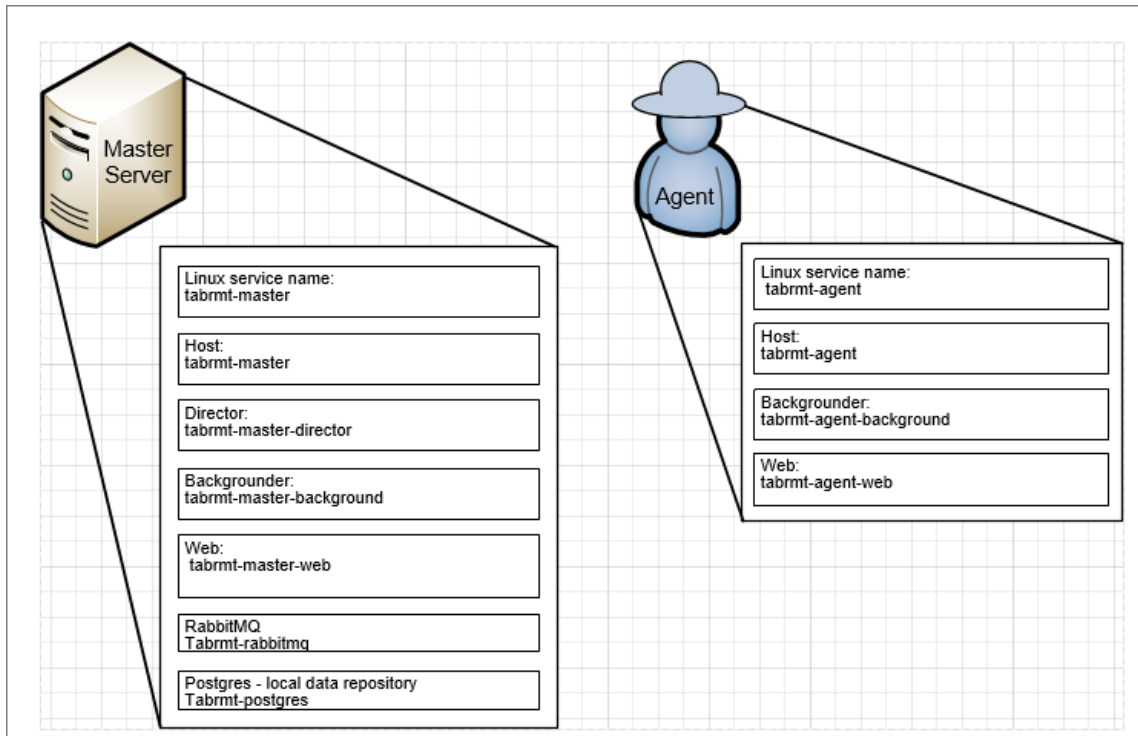 Master
Server
Linux service name:
tabrmt-master
Host:
tabrmt-master
Director:
tabrmt-master-director
Backgrounder:
tabrmt-master-background
Web:
tabrmt-master-web
RabbitMQ
Tabrmt-rabbitmq
Postgres - local data repository
Tabrmt-postgres
Agent
Linux service name:
tabrmt-agent
Host:
tabrmt-agent
Backgrounder:
tabrmt-agent-background
Web:
tabrmt-agent-web